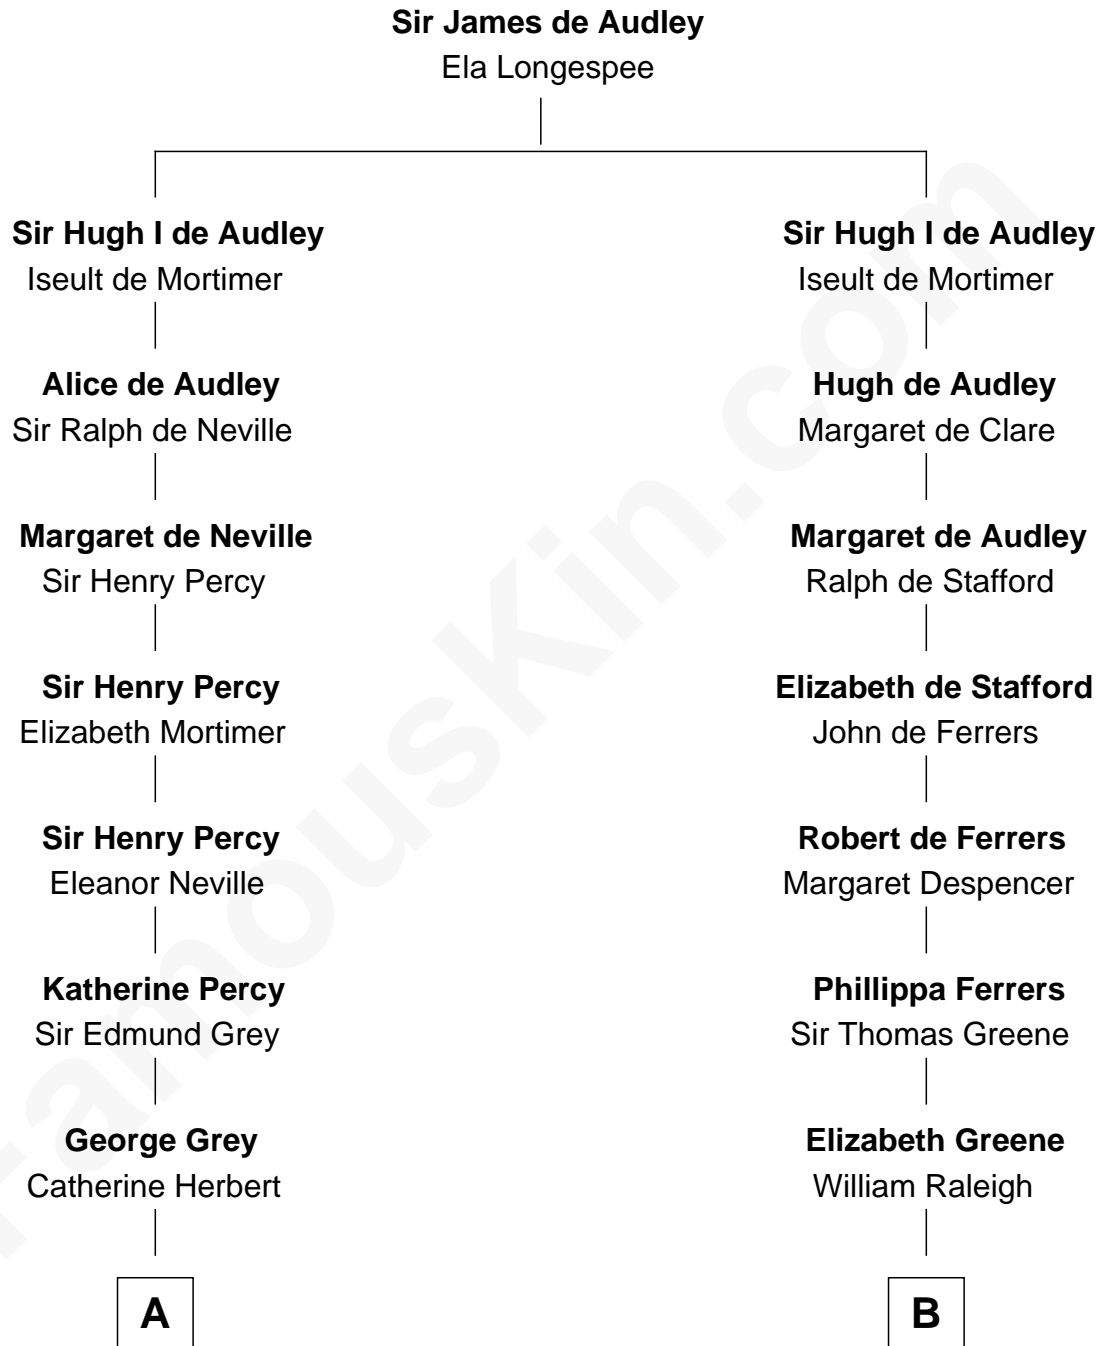 Sir James de Audley
Ela Longespee
Sir Hugh I de Audley
Iseult de Mortimer
Alice de Audley
Sir Ralph de Neville
Margaret de Neville
Sir Henry Percy
Sir Henry Percy
Elizabeth Mortimer
Sir Henry Percy
Eleanor Neville
Katherine Percy
Sir Edmund Grey
George Grey
Catherine Herbert
A
Sir Hugh I de Audley
Iseult de Mortimer
Hugh de Audley
Margaret de Clare
Margaret de Audley
Ralph de Stafford
Elizabeth de Stafford
John de Ferrers
Robert de Ferrers
Margaret Despencer
Phillippa Ferrers
Sir Thomas Greene
Elizabeth Greene
William Raleigh
B
FamousKin.com